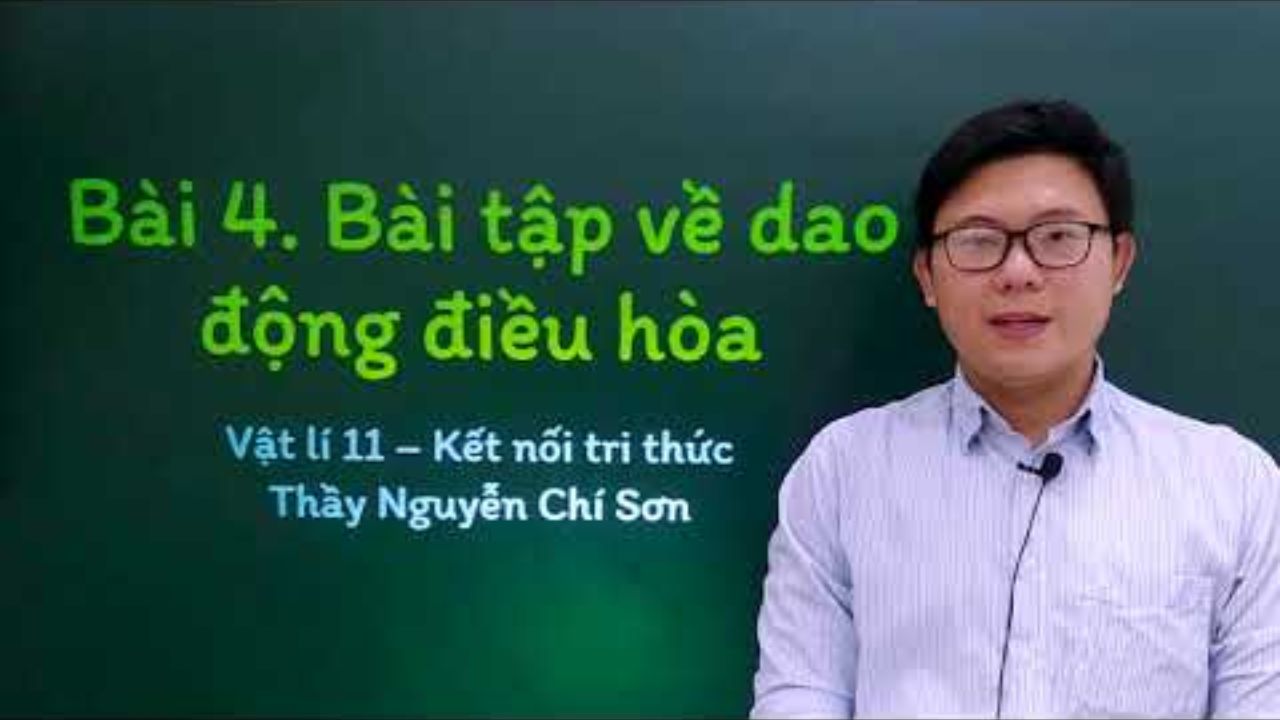 Bài 4. Bài tập về dao
động điều hòa
Vật lí 11 – Kết nối tri thức
Thầy Nguyễn Chí Sơn